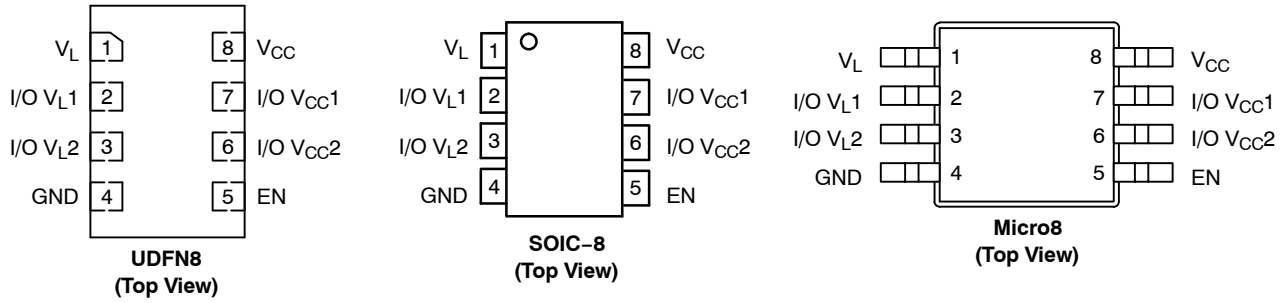 V_L 1 8 V_CC
I/O V_L1 2 7 I/O V_CC1
I/O V_L2 3 6 I/O V_CC2
GND 4 5 EN
UDFN8
(Top View)
V_L 1 8 V_CC
I/O V_L1 2 7 I/O V_CC1
I/O V_L2 3 6 I/O V_CC2
GND 4 5 EN
SOIC−8
(Top View)
V_L 1 8 V_CC
I/O V_L1 2 7 I/O V_CC1
I/O V_L2 3 6 I/O V_CC2
GND 4 5 EN
Micro8
(Top View)